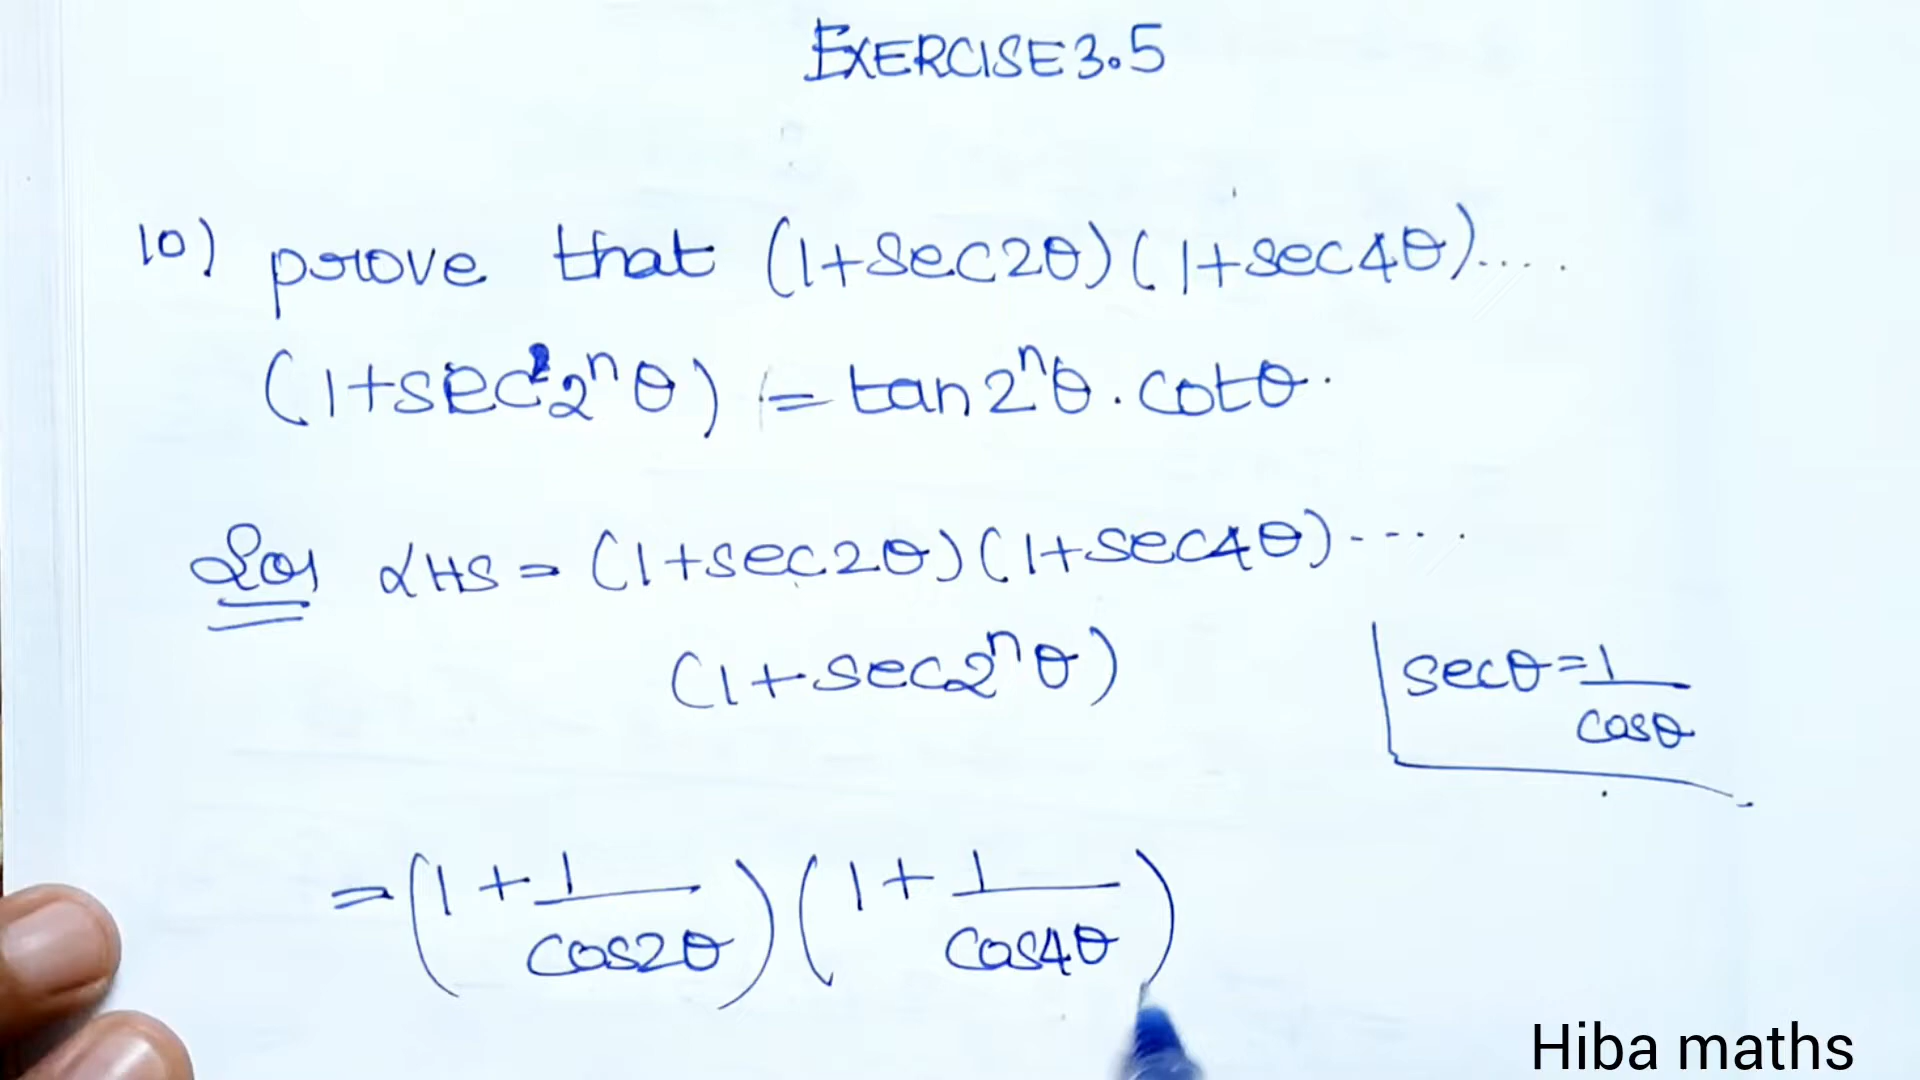 EXERCISE 3.5
10) prove that (1+sec2θ)(1+sec4θ)....
(1+sec2ⁿθ) = tan2ⁿθ.cotθ.
Sol LHS = (1+sec2θ)(1+sec4θ)....
(1+sec2ⁿθ)
secθ=1/cosθ
=(1+1/cos2θ)(1+1/cos4θ)
Hiba maths